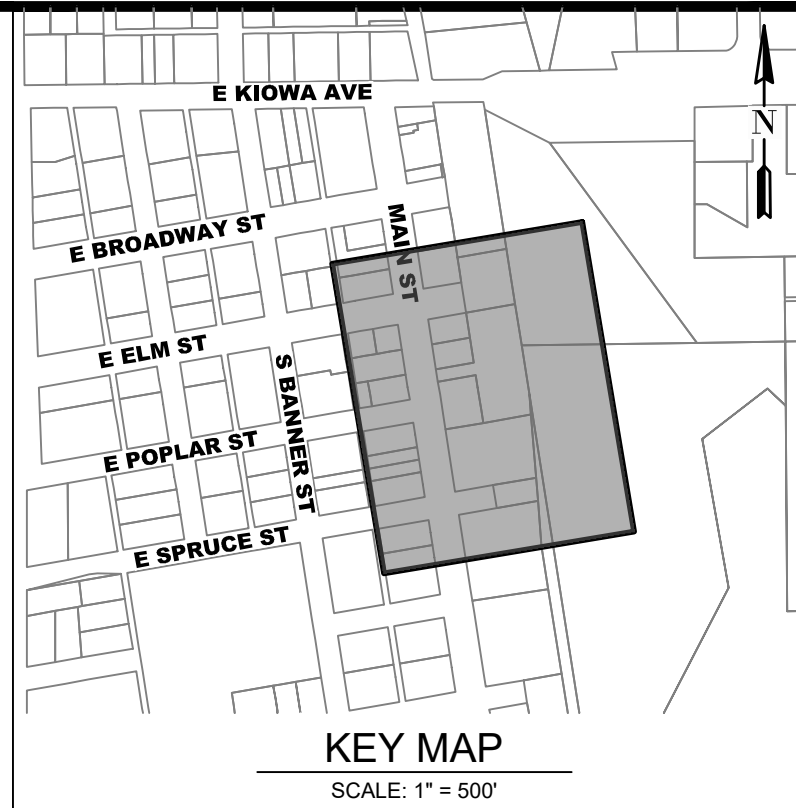 E KIOWA AVE
N
MAIN ST
E BROADWAY ST
E ELM ST
S BANNER ST
E POPLAR ST
E SPRUCE ST
KEY MAP
SCALE: 1" = 500'